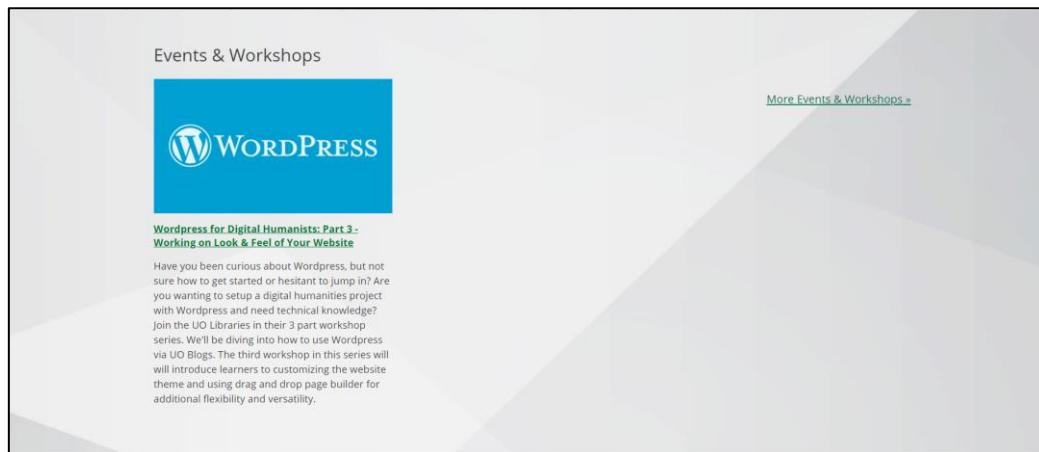 Events & Workshops
WORDPRESS
More Events & Workshops »
Wordpress for Digital Humanists: Part 3 -
Working on Look & Feel of Your Website
Have you been curious about Wordpress, but not
sure how to get started or hesitant to jump in? Are
you wanting to setup a digital humanities project
with Wordpress and need technical knowledge?
Join the UO Libraries in their 3 part workshop
series. We'll be diving into how to use Wordpress
via UO Blogs. The third workshop in this series will
will introduce learners to customizing the website
theme and using drag and drop page builder for
additional flexibility and versatility.